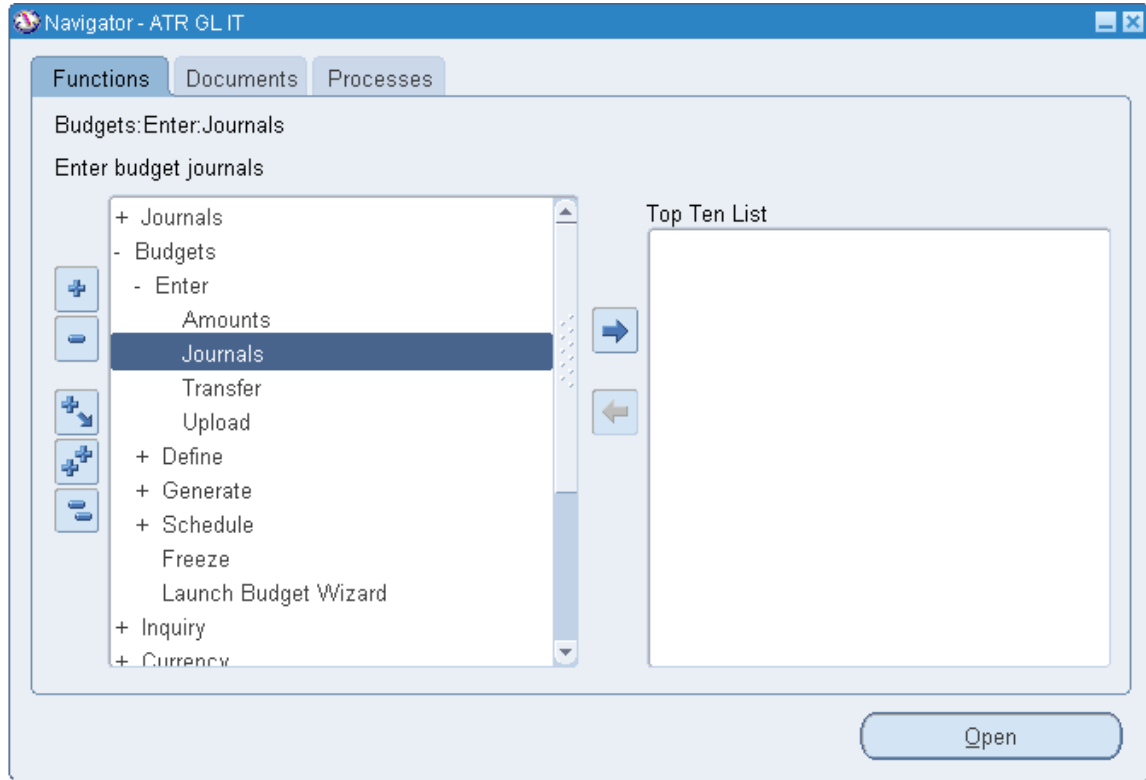 Navigator - ATR GL IT
Functions Documents Processes
Budgets:Enter:Journals
Enter budget journals
+ Journals
- Budgets
- Enter
Amounts
Journals
Transfer
Upload
+ Define
+ Generate
+ Schedule
Freeze
Launch Budget Wizard
+ Inquiry
+ Currency
Top Ten List
Open